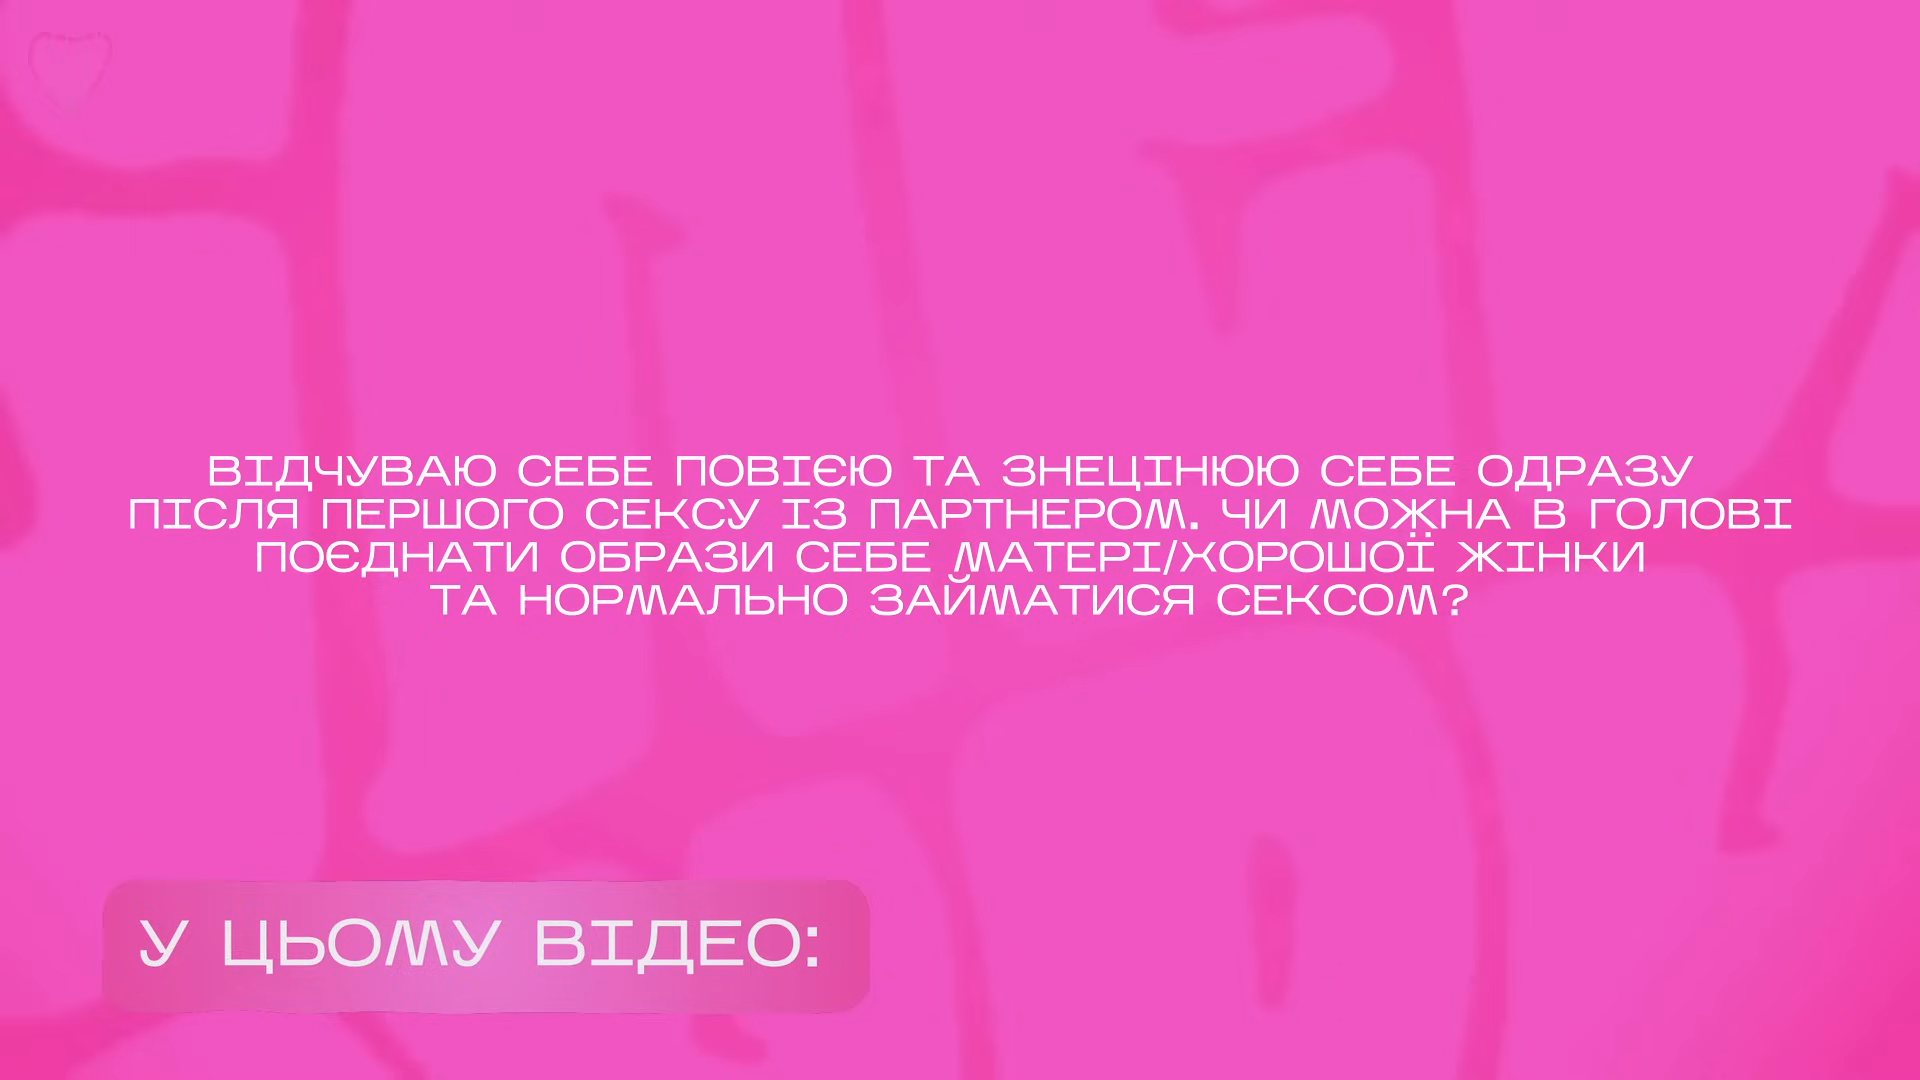 ВІДЧУВАЮ СЕБЕ ПОВІЄЮ ТА ЗНЕЦІНЮЮ СЕБЕ ОДРАЗУ
ПІСЛЯ ПЕРШОГО СЕКСУ ІЗ ПАРТНЕРОМ. ЧИ МОЖНА В ГОЛОВІ
ПОЄДНАТИ ОБРАЗИ СЕБЕ МАТЕРІ/ХОРОШОЇ ЖІНКИ
ТА НОРМАЛЬНО ЗАЙМАТИСЯ СЕКСОМ?
У ЦЬОМУ ВІДЕО: